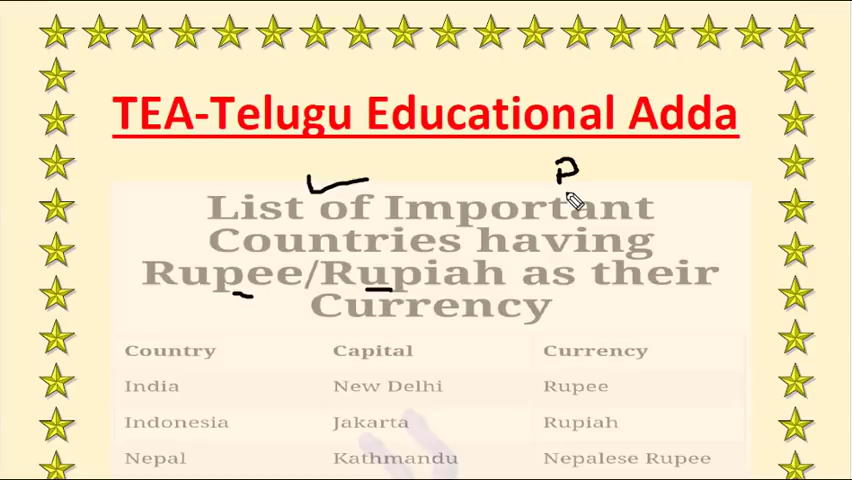 TEA-Telugu Educational Adda
P
List of Important
Countries having
Rupee/Rupiah as their
Currency
Country Capital Currency
India New Delhi Rupee
Indonesia Jakarta Rupiah
Nepal Kathmandu Nepalese Rupee